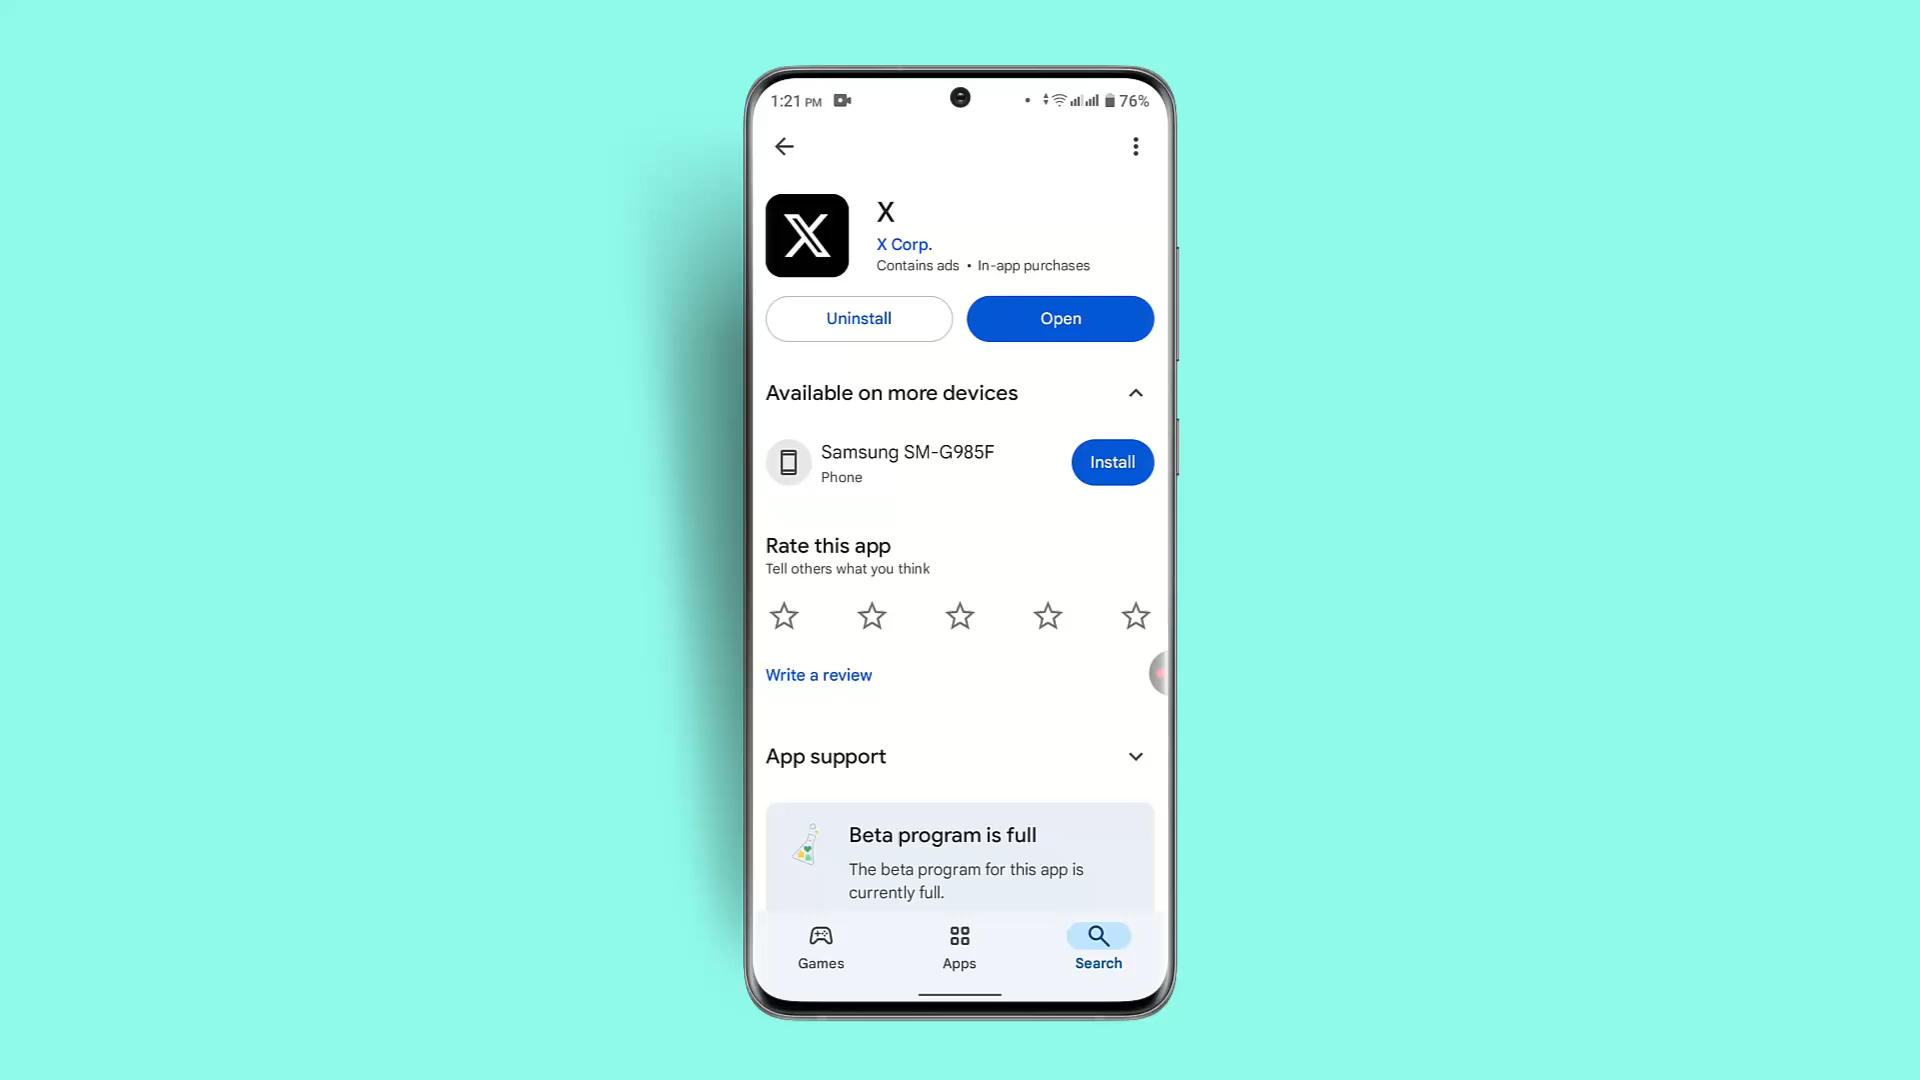 1:21 PM
76%
X
X Corp.
Contains ads • In-app purchases
Uninstall
Open
Available on more devices
Samsung SM-G985F
Phone
Install
Rate this app
Tell others what you think
Write a review
App support
Beta program is full
The beta program for this app is
currently full.
Games
Apps
Search